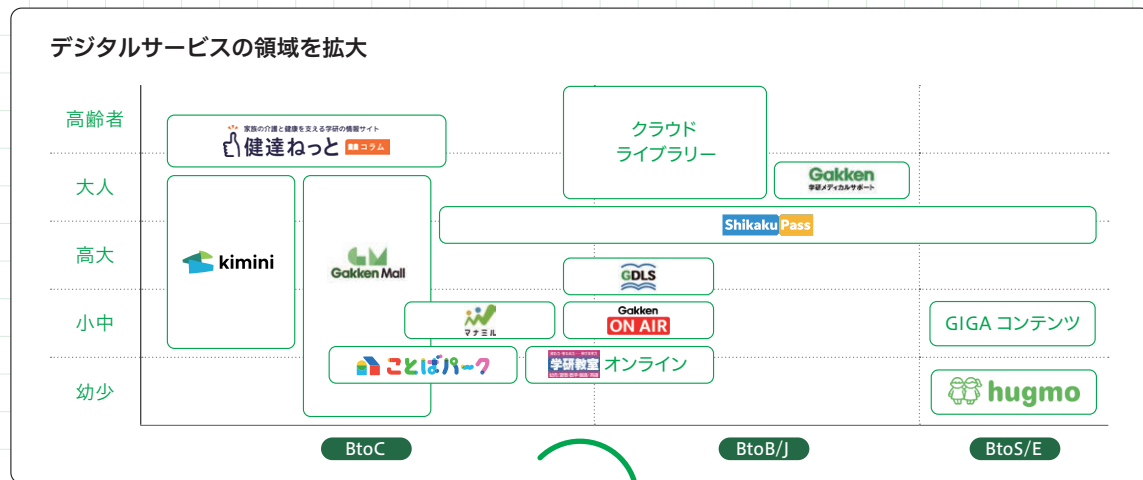 デジタルサービスの領域を拡大
高齢者
家族の介護と健康を支える学研の情報サイト
健達ねっと
コラム
クラウド
ライブラリー
大人
Gakken
学研メディカルサポート
Shikaku Pass
高大
kimini
GM
Gakken Mall
GDLS
小中
マナミル
Gakken
ON AIR
GIGA コンテンツ
ことばパーク
学研教室 オンライン
幼少
hugmo
BtoC
BtoB/J
BtoS/E